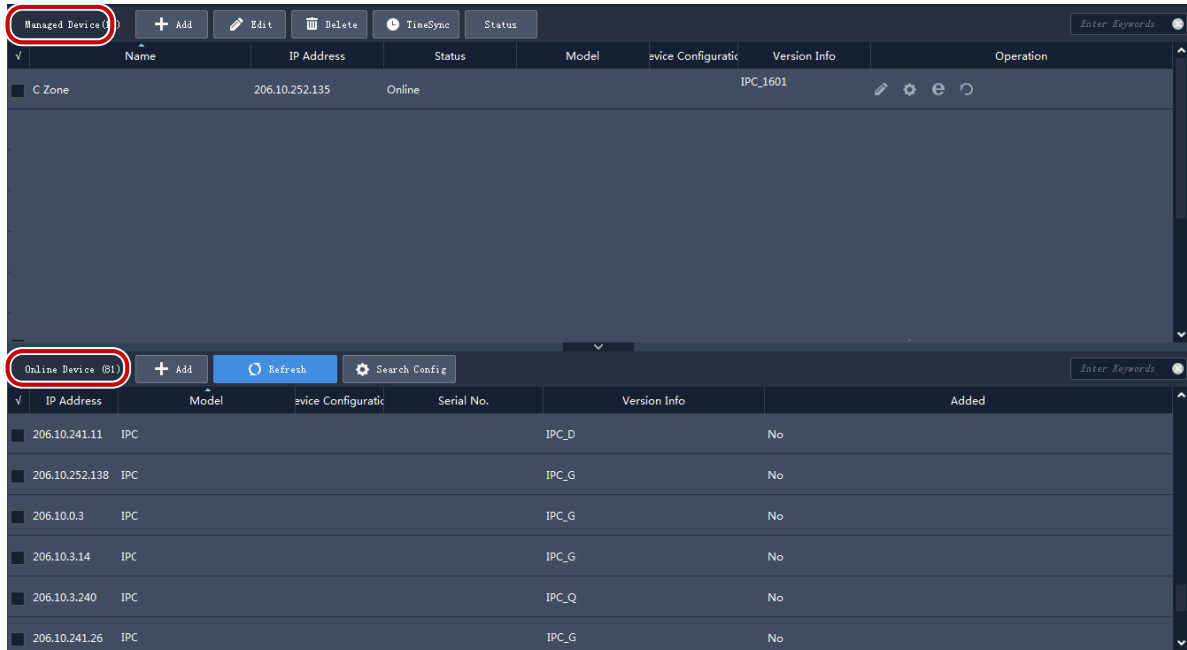 Managed Device( ) Add Edit Delete TimeSync Status Enter Keywords
√ Name IP Address Status Model evice Configuratic Version Info Operation
C Zone 206.10.252.135 Online IPC_1601
Online Device (81) Add Refresh Search Config Enter Keywords
√ IP Address Model evice Configuratic Serial No. Version Info Added
206.10.241.11 IPC IPC_D No
206.10.252.138 IPC IPC_G No
206.10.0.3 IPC IPC_G No
206.10.3.14 IPC IPC_G No
206.10.3.240 IPC IPC_Q No
206.10.241.26 IPC IPC_G No